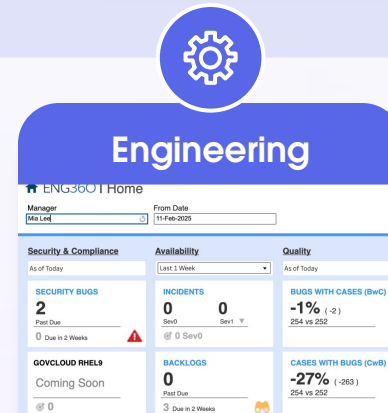 Engineering
ENG360 | Home
Manager From Date
Mia Lee 11-Feb-2025
Security & Compliance Availability Quality
As of Today Last 1 Week As of Today
SECURITY BUGS INCIDENTS BUGS WITH CASES (BwC)
2 0 0 -1% (-2)
Past Due Sev0 Sev1 254 vs 252
0 Due in 2 Weeks 0 Sev0
GOVCLOUD RHEL9 BACKLOGS CASES WITH BUGS (CwB)
Coming Soon 0 -27% (-263)
Past Due 254 vs 252
0 3 Due in 2 Weeks